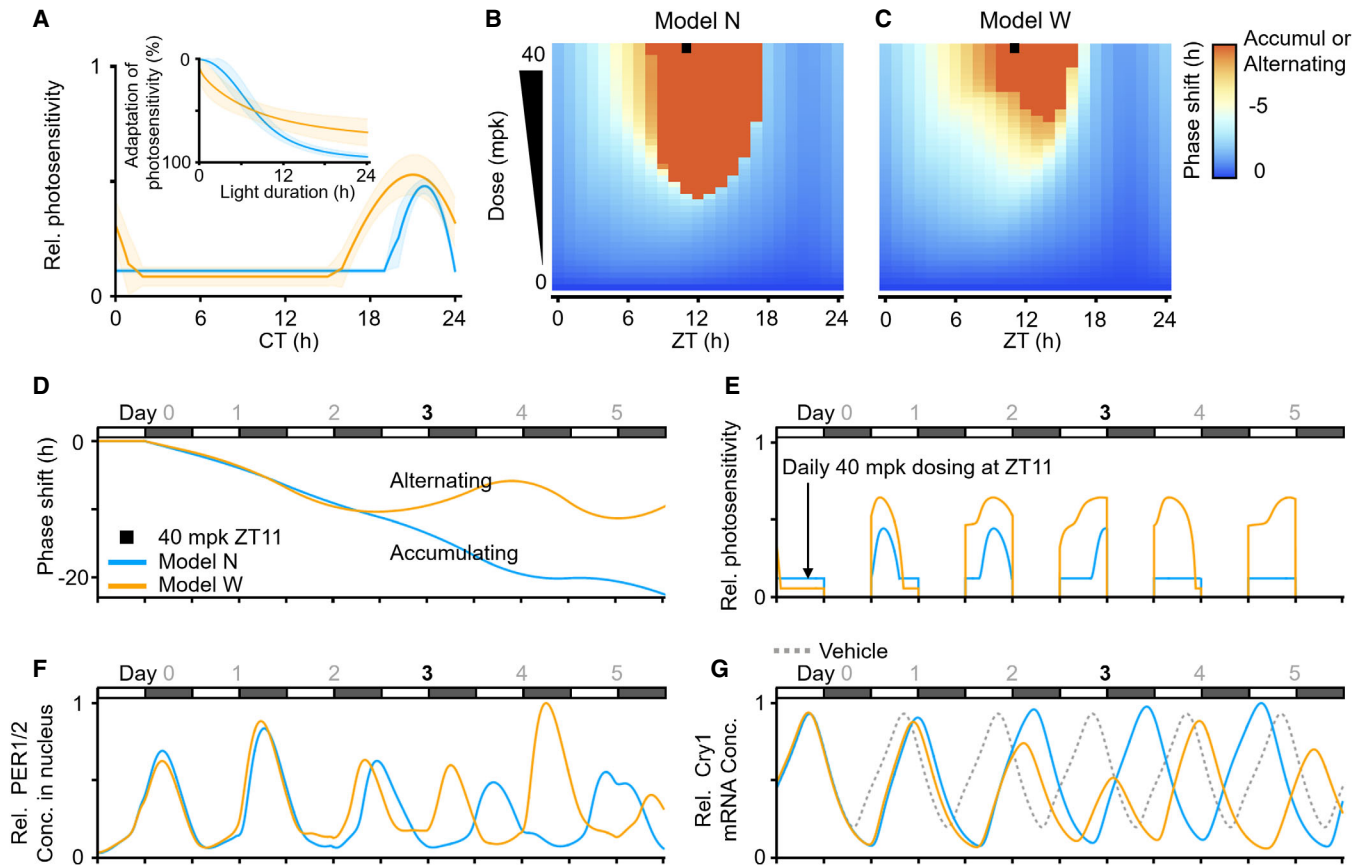 A
1
Rel. photosensitivity
0
0
6
12
18
24
CT (h)
Adaptation of
photosensitivity (%)
0
100
0
12
24
Light duration (h)
B
Model N
40
Dose (mpk)
0
0
6
12
18
24
ZT (h)
C
Model W
0
6
12
18
24
ZT (h)
Phase shift (h)
Accumul or
Alternating
-5
0
D
Day 0 1 2 3 4 5
0
Phase shift (h)
-20
Alternating
Accumulating
40 mpk ZT11
Model N
Model W
E
Day 0 1 2 3 4 5
1
Rel. photosensitivity
0
Daily 40 mpk dosing at ZT11
F
Day 0 1 2 3 4 5
1
Rel. PER1/2
Conc. in nucleus
0
Vehicle
G
Day 0 1 2 3 4 5
1
Rel. Cry1
mRNA Conc.
0